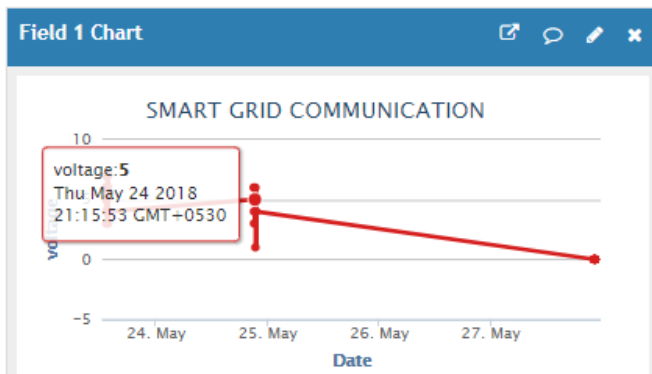 Field 1 Chart
SMART GRID COMMUNICATION
10
voltage:5
Thu May 24 2018
21:15:53 GMT+0530
voltage
0
-5
24. May 25. May 26. May 27. May
Date